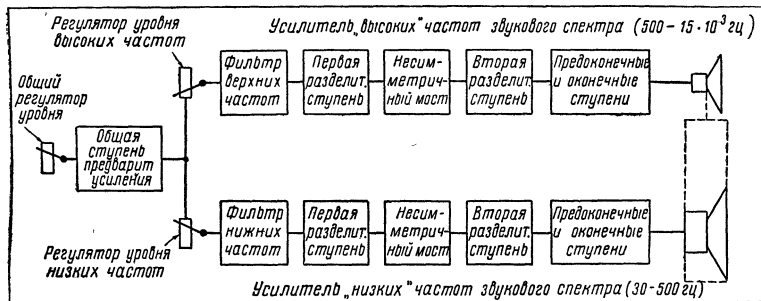 Усилитель „высоких" частот звукового спектра (500 – 15 · 10³ гц)
Регулятор уровня
высоких частот
Общий
регулятор
уровня
Общая
ступень
предварит
усиления
Регулятор уровня
низких частот
Фильтр
верхних
частот
Первая
разделит.
ступень
Несим-
метрич-
ный мост
Вторая
разделит.
ступень
Предоконечные
и оконечные
ступени
Фильтр
нижних
частот
Первая
разделит.
ступень
Несим-
метрич-
ный мост
Вторая
разделит.
ступень
Предоконечные
и оконечные
ступени
Усилитель „низких" частот звукового спектра (30-500 гц)